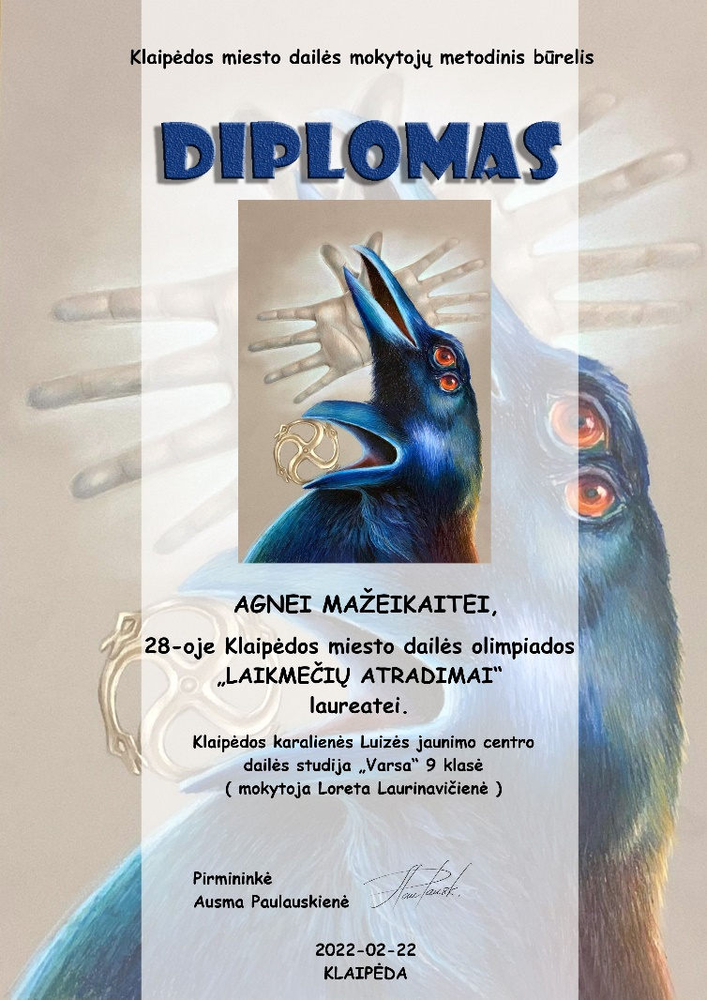 Klaipėdos miesto dailės mokytojų metodinis būrelis
DIPLOMAS
AGNEI MAŽEIKAITEI,
28-oje Klaipėdos miesto dailės olimpiados
„LAIKMEČIŲ ATRADIMAI“
laureatei.
Klaipėdos karalienės Luizės jaunimo centro
dailės studija „Varsa“ 9 klasė
( mokytoja Loreta Laurinavičienė )
Pirmininkė
Ausma Paulauskienė
2022-02-22
KLAIPĖDA